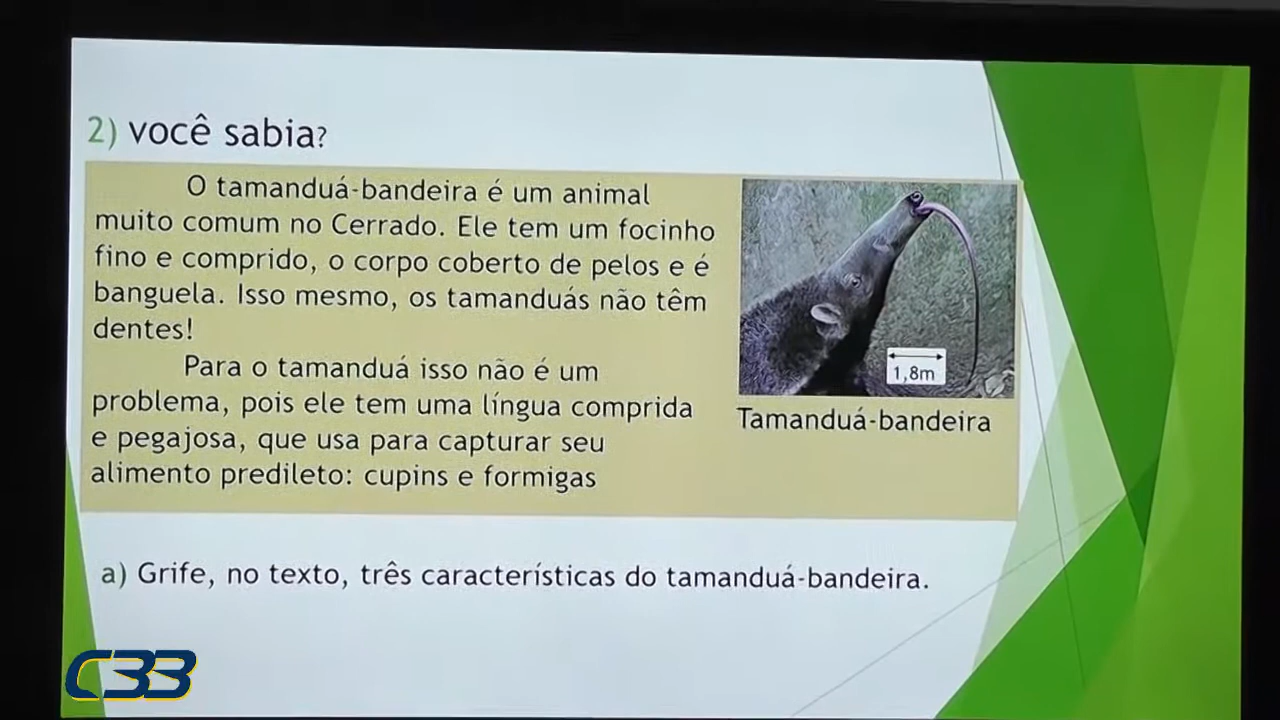 2) você sabia?
O tamanduá-bandeira é um animal
muito comum no Cerrado. Ele tem um focinho
fino e comprido, o corpo coberto de pelos e é
banguela. Isso mesmo, os tamanduás não têm
dentes!
Para o tamanduá isso não é um
problema, pois ele tem uma língua comprida
e pegajosa, que usa para capturar seu
alimento predileto: cupins e formigas
1,8m
Tamanduá-bandeira
a) Grife, no texto, três características do tamanduá-bandeira.
C33